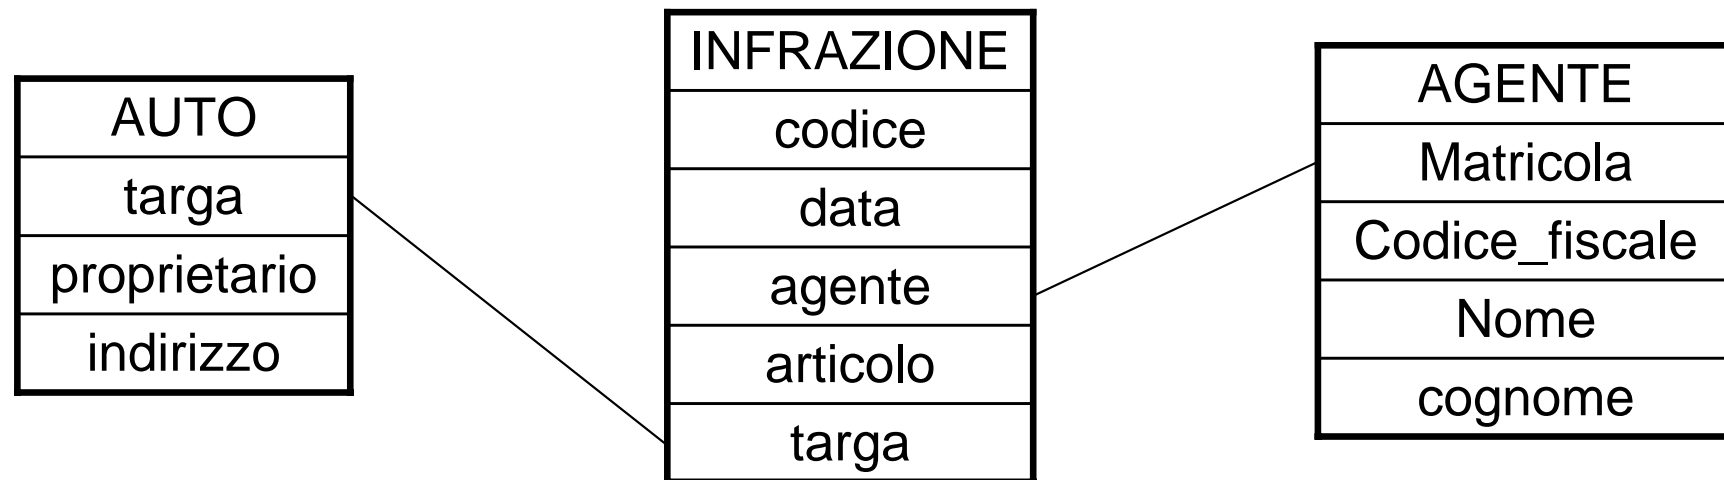 AUTO
targa
proprietario
indirizzo
INFRAZIONE
codice
data
agente
articolo
targa
AGENTE
Matricola
Codice_fiscale
Nome
cognome